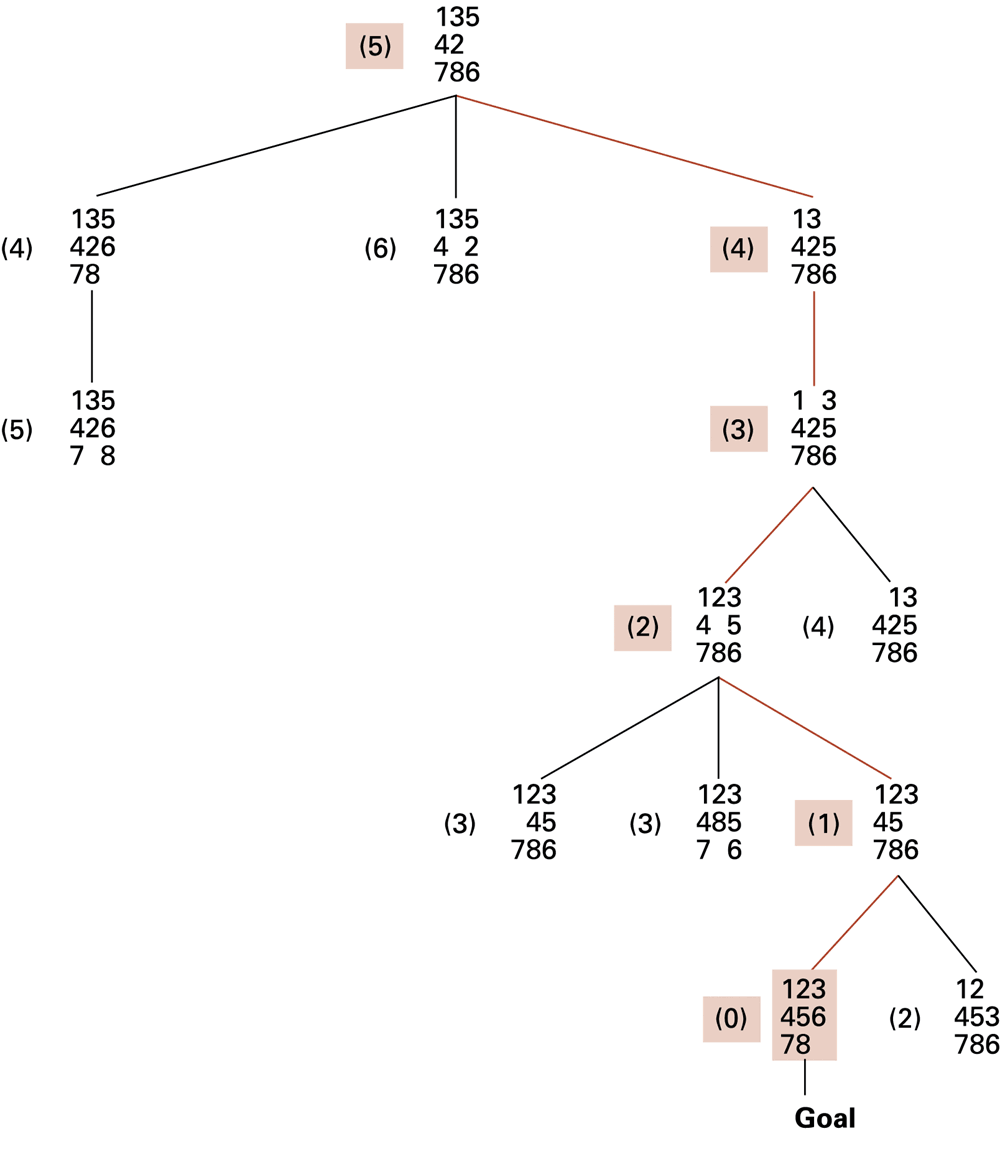 135
(5) 42
786
135 135 13
(4) 426 (6) 4 2 (4) 425
78 786 786
135 1 3
(5) 426 (3) 425
7 8 786
123 13
(2) 4 5 (4) 425
786 786
123 123 123
(3) 45 (3) 485 (1) 45
786 7 6 786
123 12
(0) 456 (2) 453
78 786
Goal